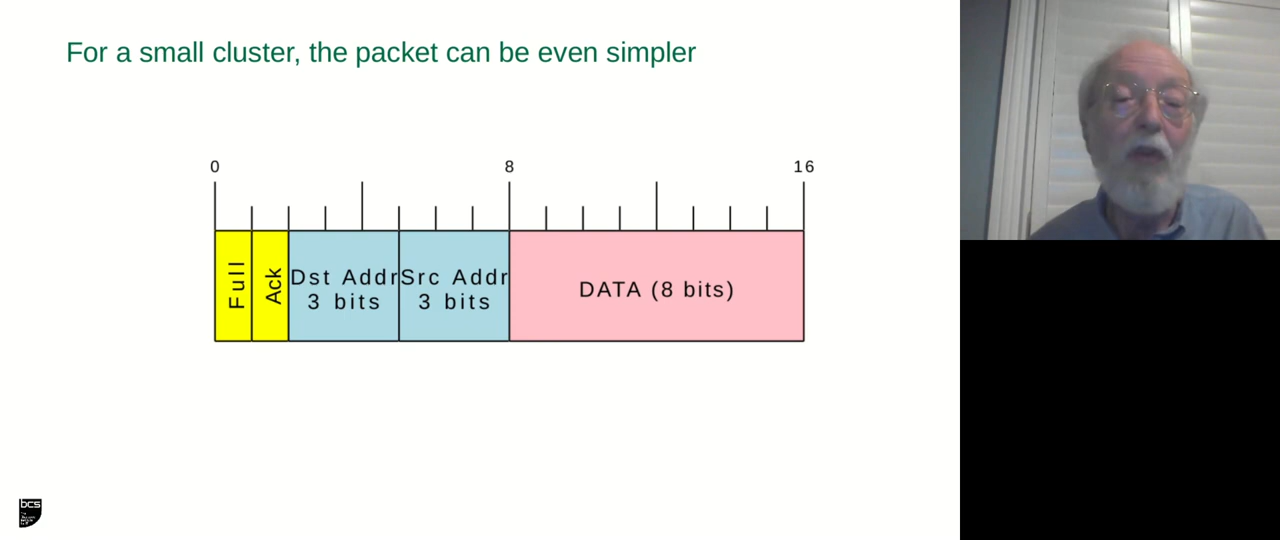 For a small cluster, the packet can be even simpler
0 8 16
Full
Ack
Dst Addr
3 bits
Src Addr
3 bits
DATA (8 bits)
bcs